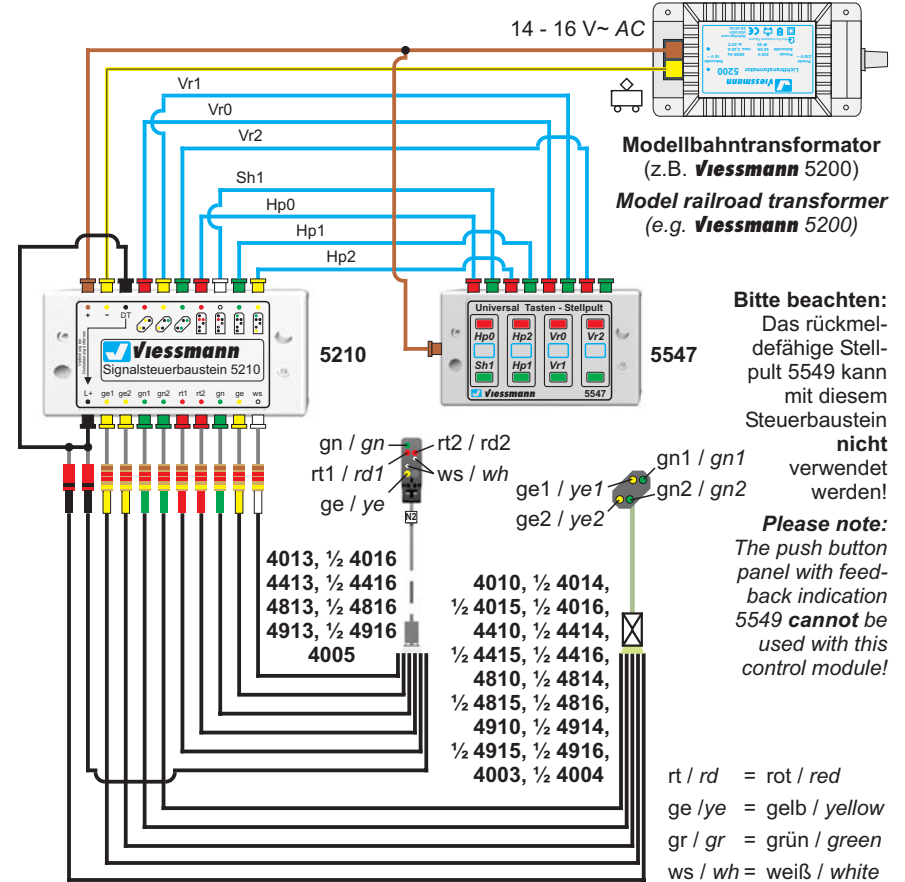 14 - 16 V~ AC
Viessmann
Lichttransformator 5200
Modellbahntransformator
(z.B. Viessmann 5200)
Model railroad transformer
(e.g. Viessmann 5200)
Vr1
Vr0
Vr2
Sh1
Hp0
Hp1
Hp2
+ - DT
Viessmann
Signalsteuerbaustein 5210
L+ ge1 ge2 gn1 gn2 rt1 rt2 gn ge ws
5210
Universal Tasten - Stellpult
Hp0 Hp2 Vr0 Vr2
Sh1 Hp1 Vr1
Viessmann 5547
5547
Bitte beachten:
Das rückmel-
defähige Stell-
pult 5549 kann
mit diesem
Steuerbaustein
nicht
verwendet
werden!
Please note:
The push button
panel with feed-
back indication
5549 cannot be
used with this
control module!
gn / gn
rt2 / rd2
rt1 / rd1
ws / wh
ge / ye
N2
gn1 / gn1
ge1 / ye1
gn2 / gn2
ge2 / ye2
4013, ½ 4016
4413, ½ 4416
4813, ½ 4816
4913, ½ 4916
4005
4010, ½ 4014,
½ 4015, ½ 4016,
4410, ½ 4414,
½ 4415, ½ 4416,
4810, ½ 4814,
½ 4815, ½ 4816,
4910, ½ 4914,
½ 4915, ½ 4916,
4003, ½ 4004
rt / rd = rot / red
ge /ye = gelb / yellow
gr / gr = grün / green
ws / wh = weiß / white